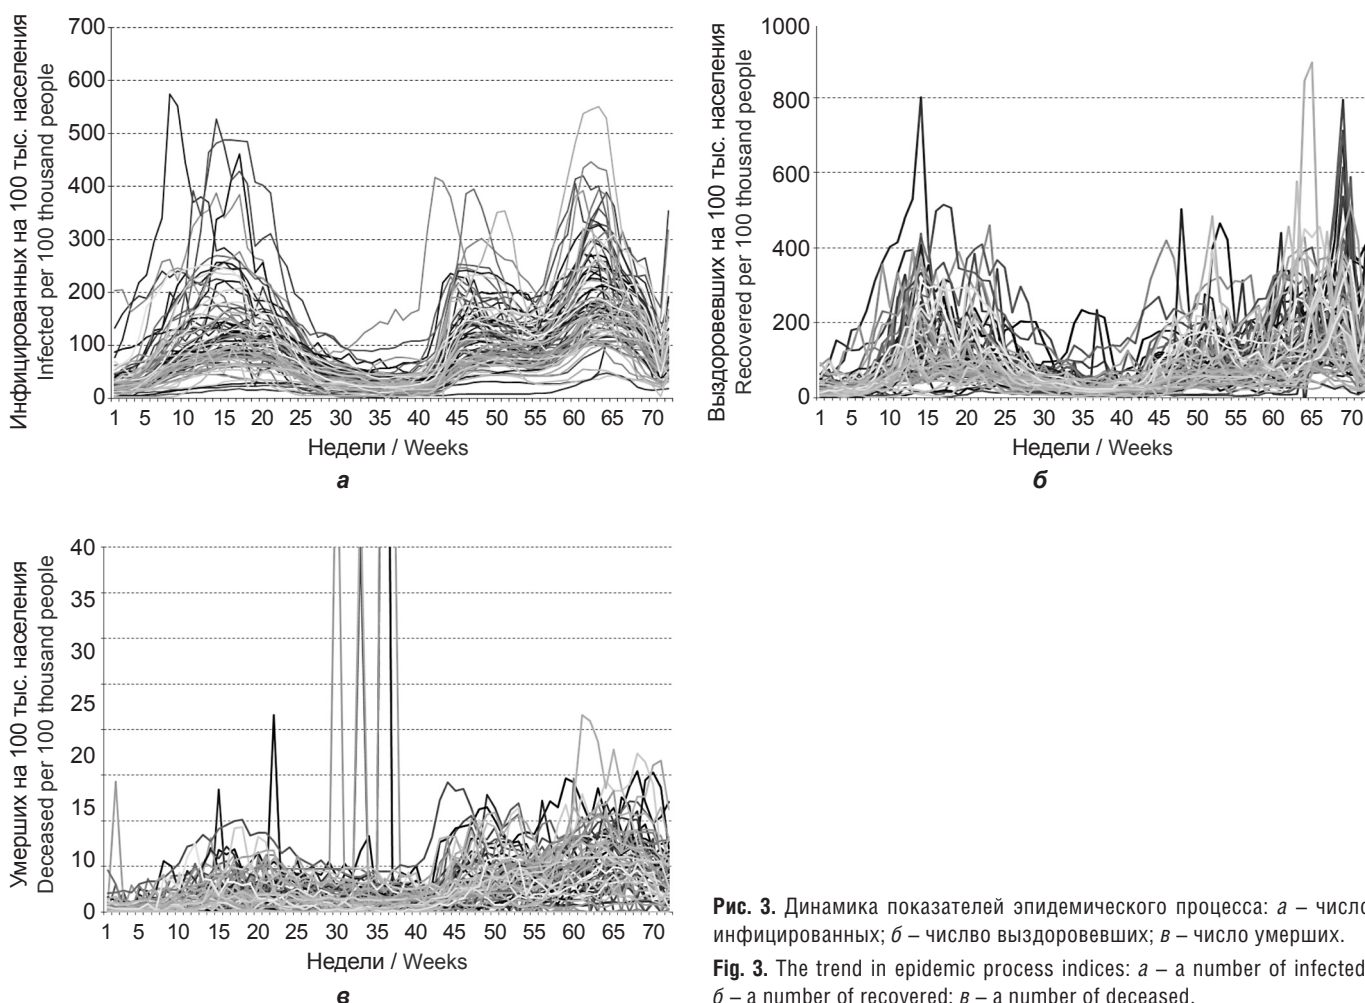 Инфицированных на 100 тыс. населения
Infected per 100 thousand people
700
600
500
400
300
200
100
0
1 5 10 15 20 25 30 35 40 45 50 55 60 65 70
Недели / Weeks
а
Выздоровевших на 100 тыс. населения
Recovered per 100 thousand people
1000
800
600
400
200
0
1 5 10 15 20 25 30 35 40 45 50 55 60 65 70
Недели / Weeks
б
Умерших на 100 тыс. населения
Deceased per 100 thousand people
40
35
30
25
20
15
10
0
1 5 10 15 20 25 30 35 40 45 50 55 60 65 70
Недели / Weeks
в
Рис. 3. Динамика показателей эпидемического процесса: а – число
инфицированных; б – числво выздоровевших; в – число умерших.
Fig. 3. The trend in epidemic process indices: а – a number of infected
б – a number of recovered; в – a number of deceased.